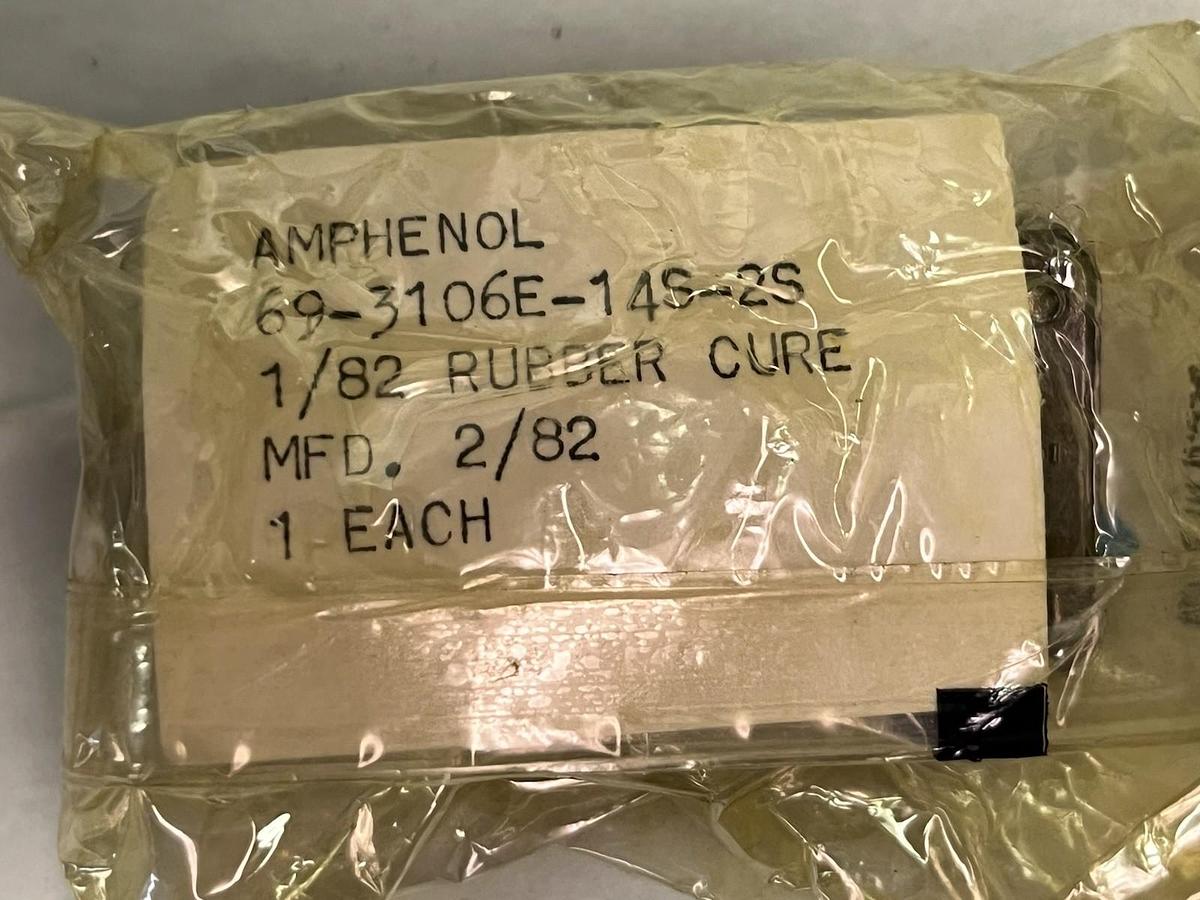 AMPHENOL
69-3106E-14S-2S
1/82 RUBBER CURE
MFD. 2/82
1 EACH